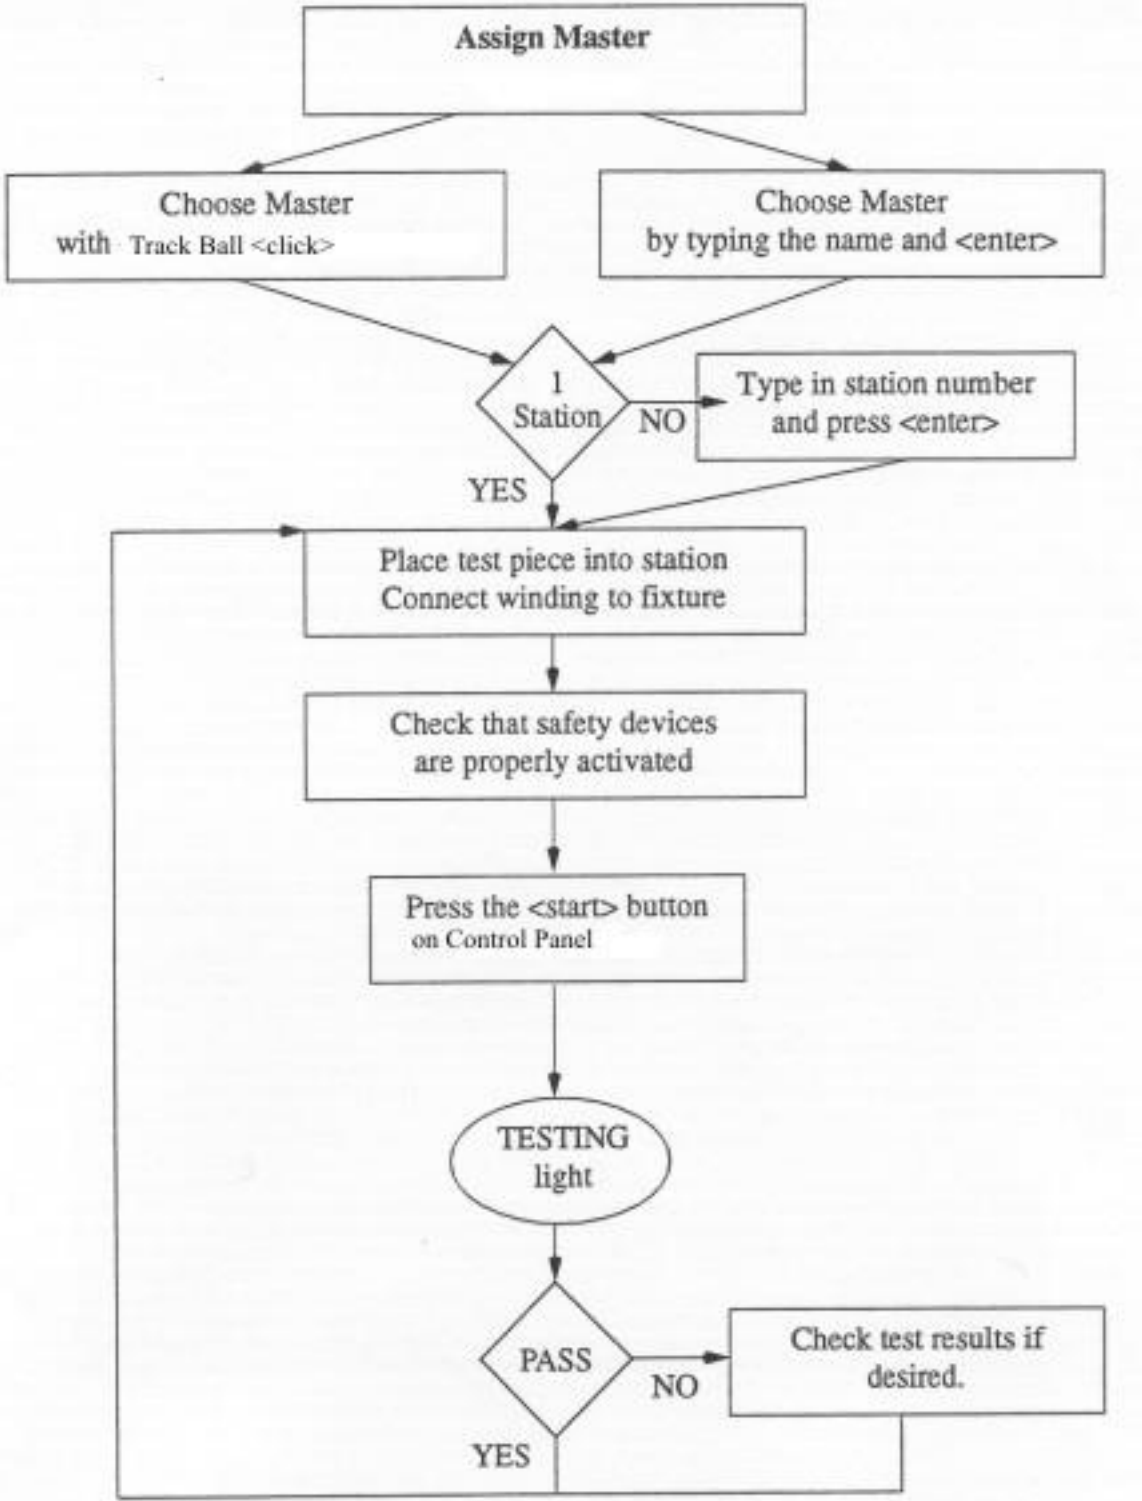 Assign Master
Choose Master
with Track Ball <click>
Choose Master
by typing the name and <enter>
1
Station
NO
Type in station number
and press <enter>
YES
Place test piece into station
Connect winding to fixture
Check that safety devices
are properly activated
Press the <start> button
on Control Panel
TESTING
light
PASS
NO
Check test results if
desired.
YES